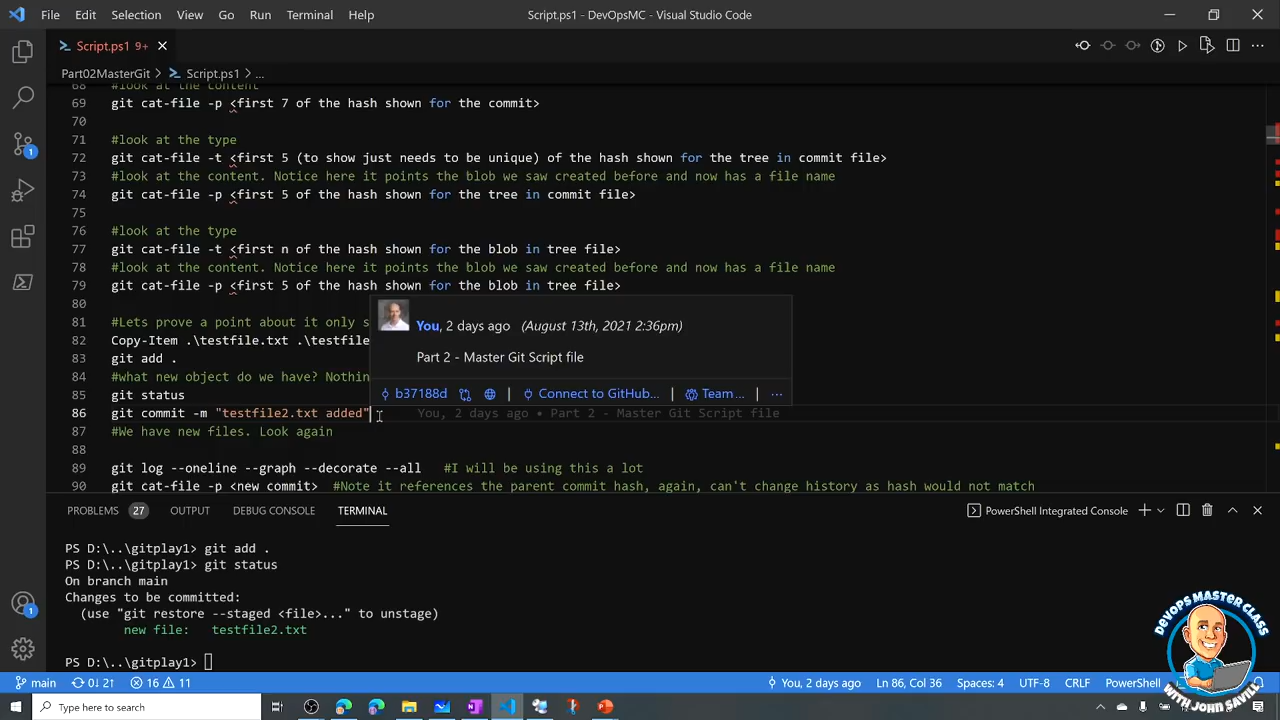 File Edit Selection View Go Run Terminal Help Script.ps1 - DevOpsMC - Visual Studio Code
Script.ps1 9+
Part02MasterGit > Script.ps1 > ...
68 #look at the content
69 git cat-file -p <first 7 of the hash shown for the commit>
70
71 #look at the type
72 git cat-file -t <first 5 (to show just needs to be unique) of the hash shown for the tree in commit file>
73 #look at the content. Notice here it points the blob we saw created before and now has a file name
74 git cat-file -p <first 5 of the hash shown for the tree in commit file>
75
76 #look at the type
77 git cat-file -t <first n of the hash shown for the blob in tree file>
78 #look at the content. Notice here it points the blob we saw created before and now has a file name
79 git cat-file -p <first 5 of the hash shown for the blob in tree file>
80
81 #Lets prove a point about it only s
82 Copy-Item .\testfile.txt .\testfile
83 git add .
84 #what new object do we have? Nothin
85 git status
86 git commit -m "testfile2.txt added" You, 2 days ago • Part 2 - Master Git Script file
87 #We have new files. Look again
88
89 git log --oneline --graph --decorate --all #I will be using this a lot
90 git cat-file -p <new commit> #Note it references the parent commit hash, again, can't change history as hash would not match
You, 2 days ago (August 13th, 2021 2:36pm)
Part 2 - Master Git Script file
b37188d | Connect to GitHub... | Team... ...
PROBLEMS 27 OUTPUT DEBUG CONSOLE TERMINAL PowerShell Integrated Console
PS D:\..\gitplay1> git add .
PS D:\..\gitplay1> git status
On branch main
Changes to be committed:
(use "git restore --staged <file>..." to unstage)
new file: testfile2.txt
PS D:\..\gitplay1>
DEVOPS MASTER CLASS
WITH JOHN SAVILL
main 0↓ 2↑ 16 11 You, 2 days ago Ln 86, Col 36 Spaces: 4 UTF-8 CRLF PowerShell
Type here to search